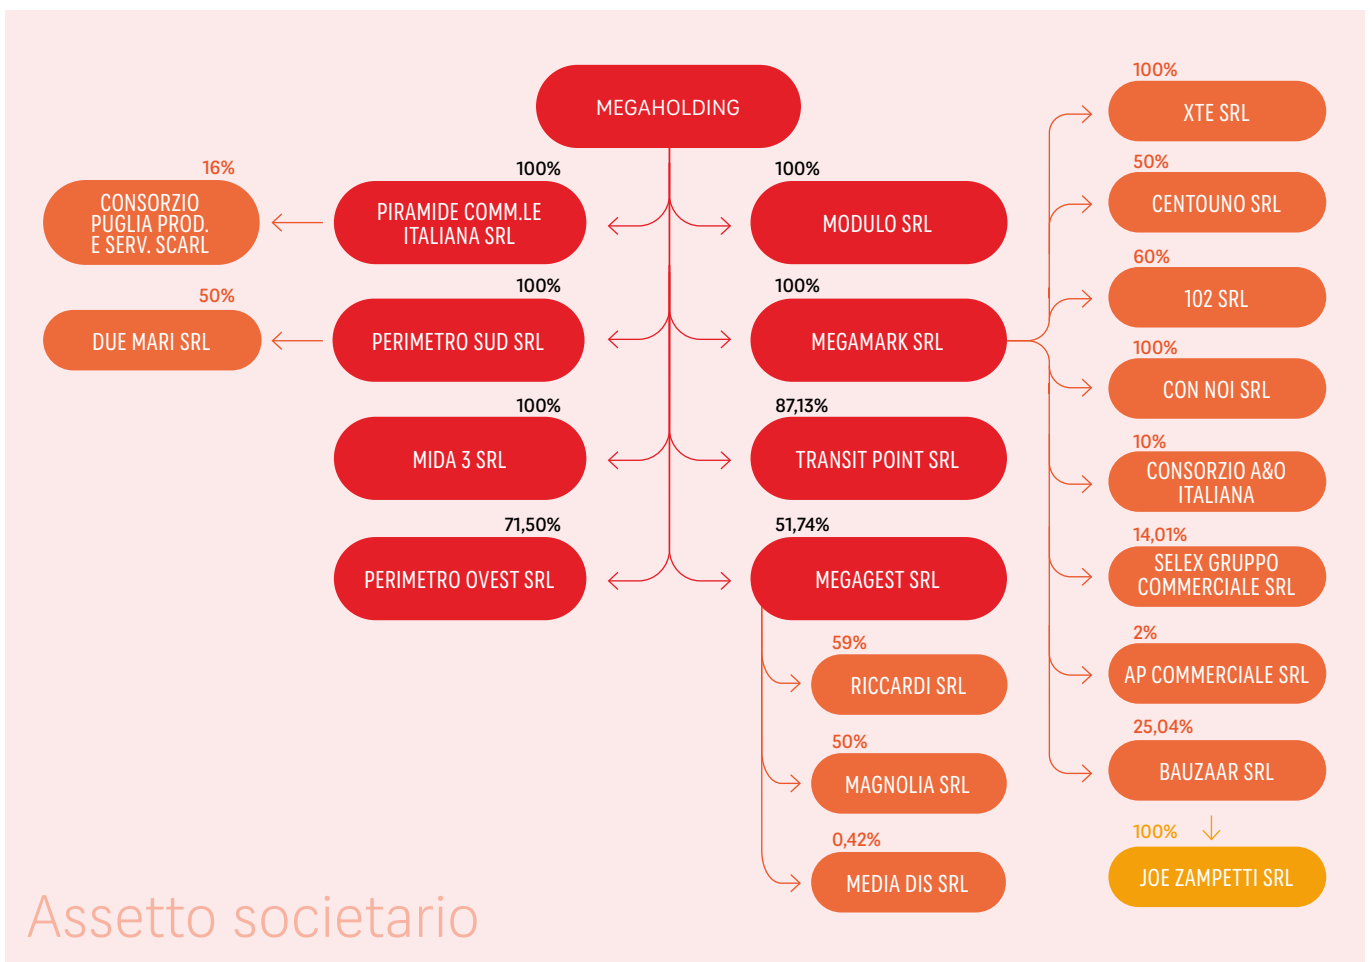 MEGAHOLDING
16%
CONSORZIO
PUGLIA PROD.
E SERV. SCARL
100%
PIRAMIDE COMM.LE
ITALIANA SRL
50%
DUE MARI SRL
100%
PERIMETRO SUD SRL
100%
MIDA 3 SRL
71,50%
PERIMETRO OVEST SRL
100%
MODULO SRL
100%
MEGAMARK SRL
87,13%
TRANSIT POINT SRL
51,74%
MEGAGEST SRL
59%
RICCARDI SRL
50%
MAGNOLIA SRL
0,42%
MEDIA DIS SRL
100%
XTE SRL
50%
CENTOUNO SRL
60%
102 SRL
100%
CON NOI SRL
10%
CONSORZIO A&O
ITALIANA
14,01%
SELEX GRUPPO
COMMERCIALE SRL
2%
AP COMMERCIALE SRL
25,04%
BAUZAAR SRL
100%
JOE ZAMPETTI SRL
Assetto societario